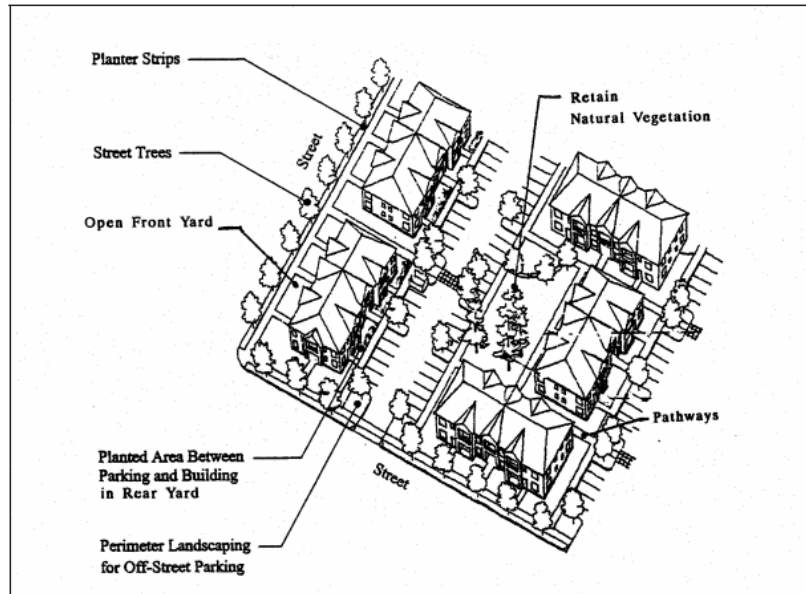 Planter Strips
Street Trees
Open Front Yard
Street
Retain
Natural Vegetation
Pathways
Planted Area Between
Parking and Building
in Rear Yard
Street
Perimeter Landscaping
for Off-Street Parking